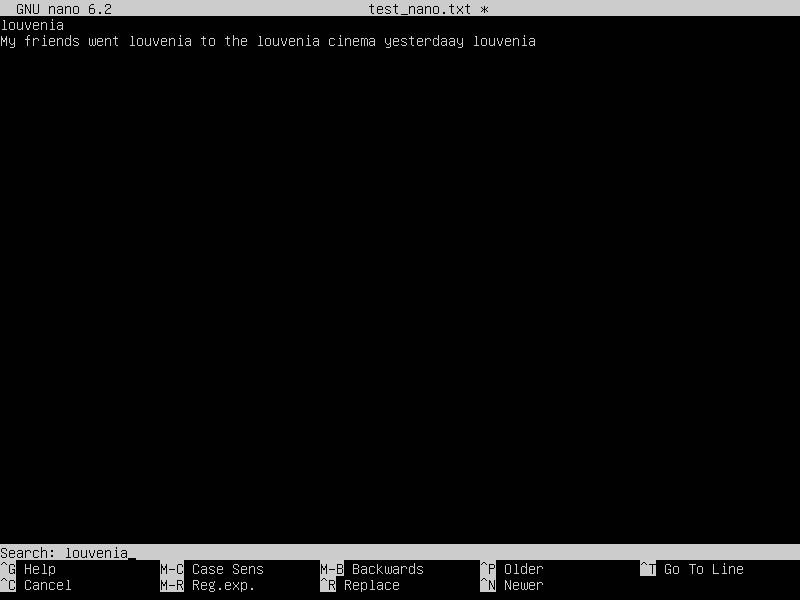 GNU nano 6.2 test_nano.txt *
louvenia
My friends went louvenia to the louvenia cinema yesterdaay louvenia
Search: louvenia_
^G Help M-C Case Sens M-B Backwards ^P Older ^T Go To Line
^C Cancel M-R Reg.exp. ^R Replace ^N Newer